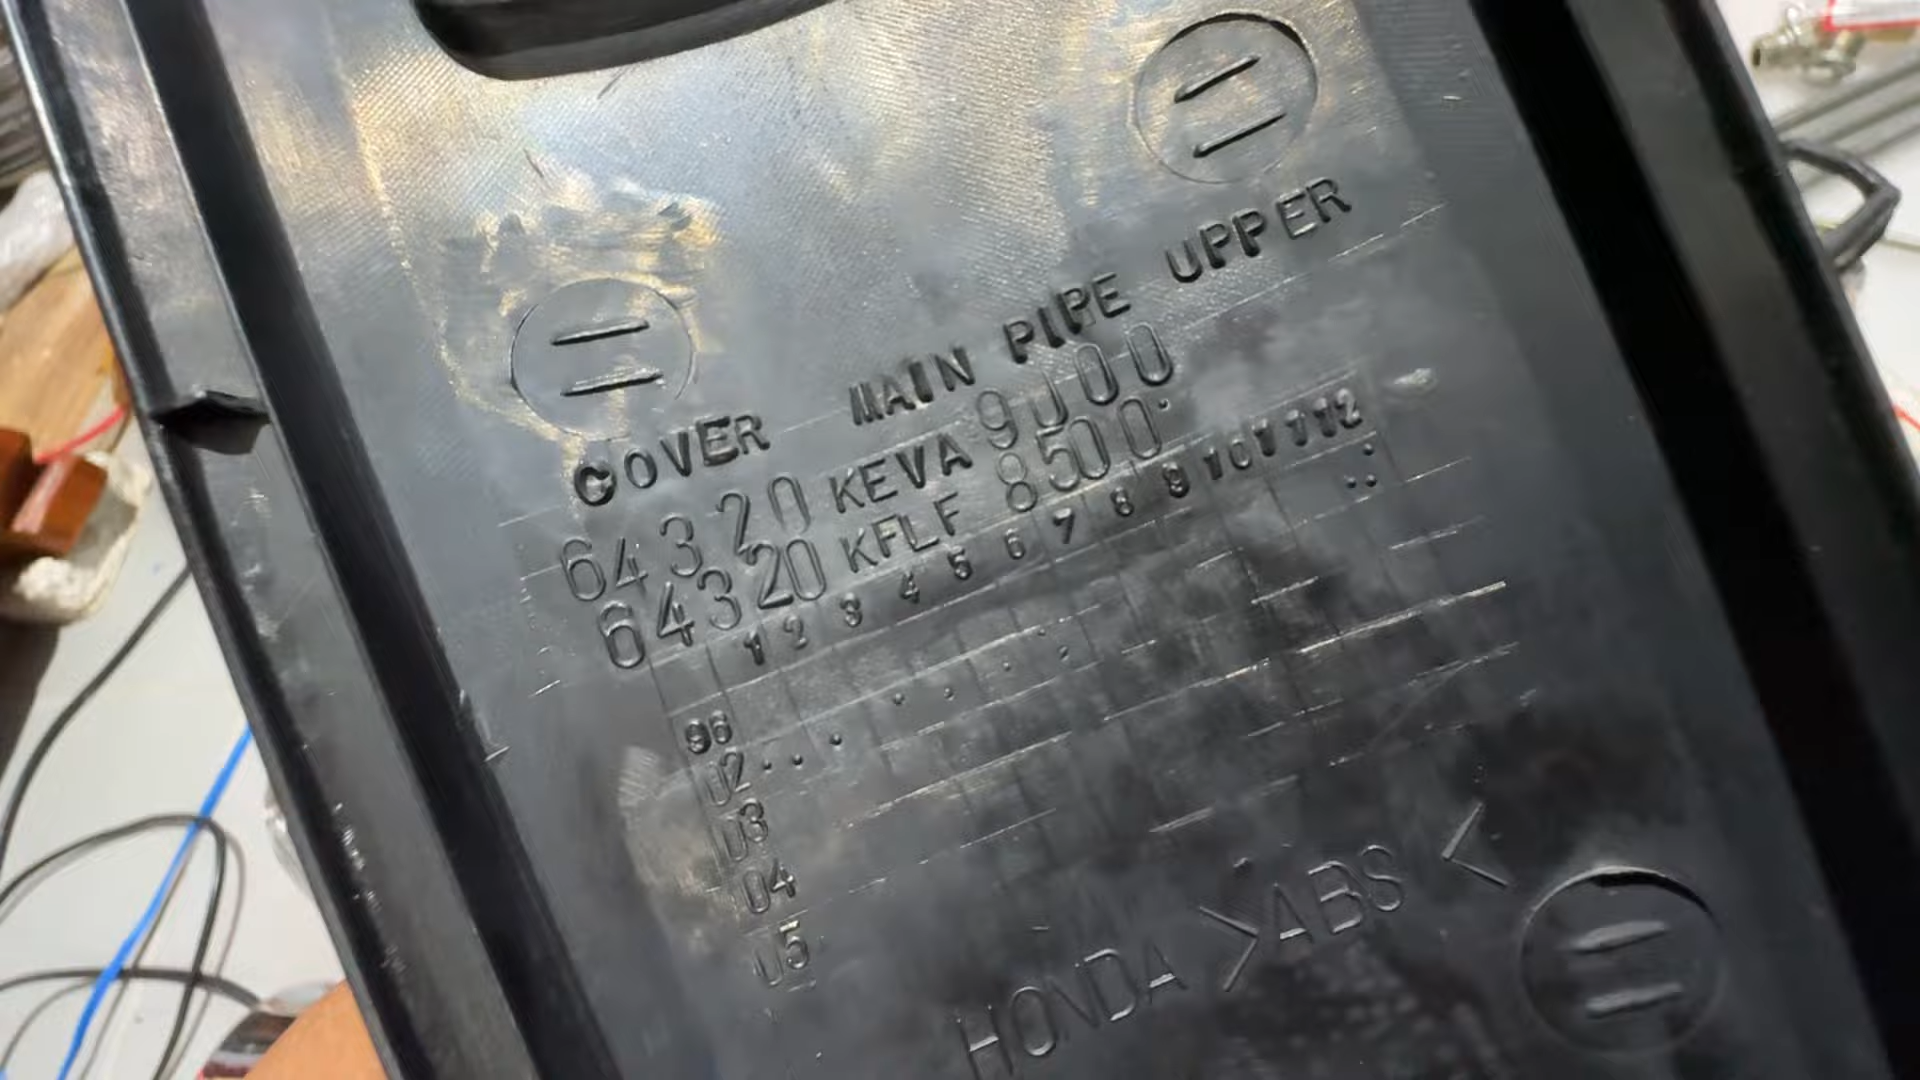 COVER MAIN PIPE UPPER
64320 KEVA 9000
64320 KFLF 8500
1 2 3 4 5 6 7 8 9 10 11 12
96
02
03
04
05
HONDA >ABS<